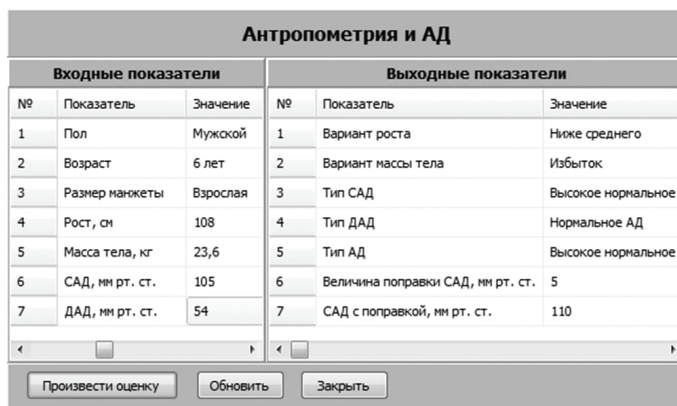 Антропометрия и АД
Входные показатели
№ Показатель Значение
1 Пол Мужской
2 Возраст 6 лет
3 Размер манжеты Взрослая
4 Рост, см 108
5 Масса тела, кг 23,6
6 САД, мм рт. ст. 105
7 ДАД, мм рт. ст. 54
Выходные показатели
№ Показатель Значение
1 Вариант роста Ниже среднего
2 Вариант массы тела Избыток
3 Тип САД Высокое нормальное
4 Тип ДАД Нормальное АД
5 Тип АД Высокое нормальное
6 Величина поправки САД, мм рт. ст. 5
7 САД с поправкой, мм рт. ст. 110
Произвести оценку Обновить Закрыть